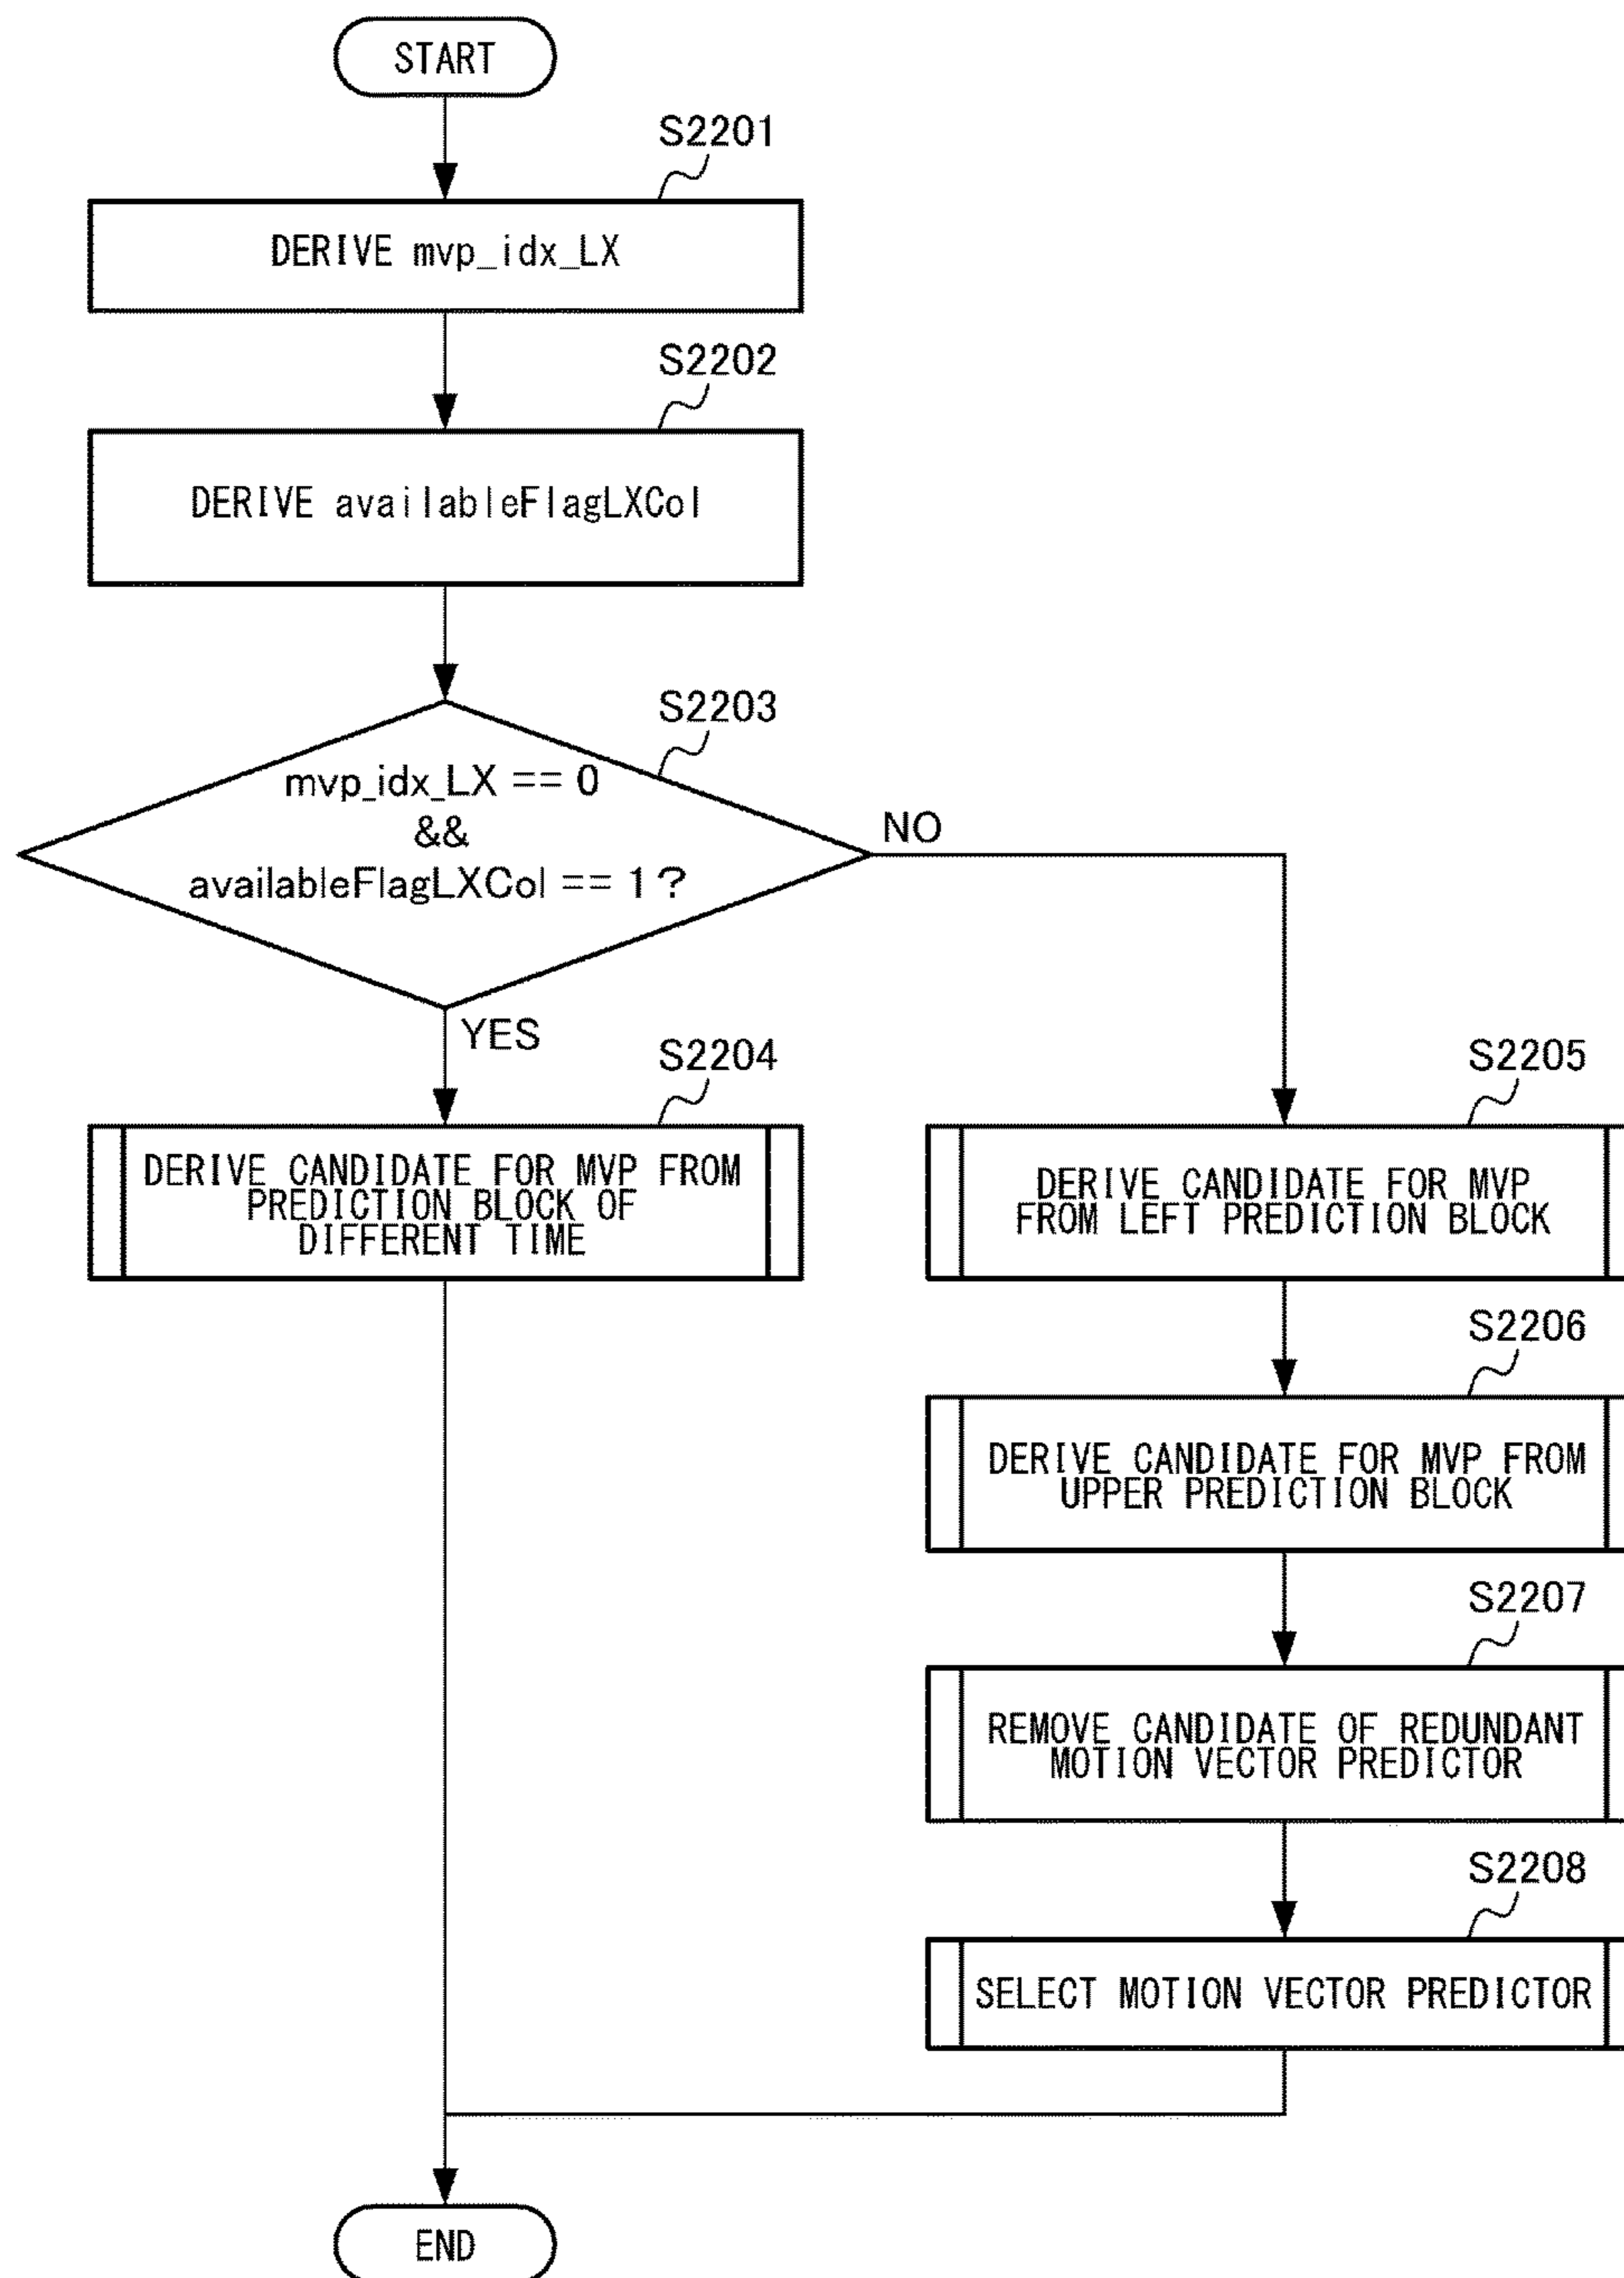 START
S2201
DERIVE mvp_idx_LX
S2202
DERIVE availableFlagLXCol
S2203
mvp_idx_LX == 0
&&
availableFlagLXCol == 1 ?
NO
YES
S2204
DERIVE CANDIDATE FOR MVP FROM
PREDICTION BLOCK OF
DIFFERENT TIME
S2205
DERIVE CANDIDATE FOR MVP
FROM LEFT PREDICTION BLOCK
S2206
DERIVE CANDIDATE FOR MVP FROM
UPPER PREDICTION BLOCK
S2207
REMOVE CANDIDATE OF REDUNDANT
MOTION VECTOR PREDICTOR
S2208
SELECT MOTION VECTOR PREDICTOR
END